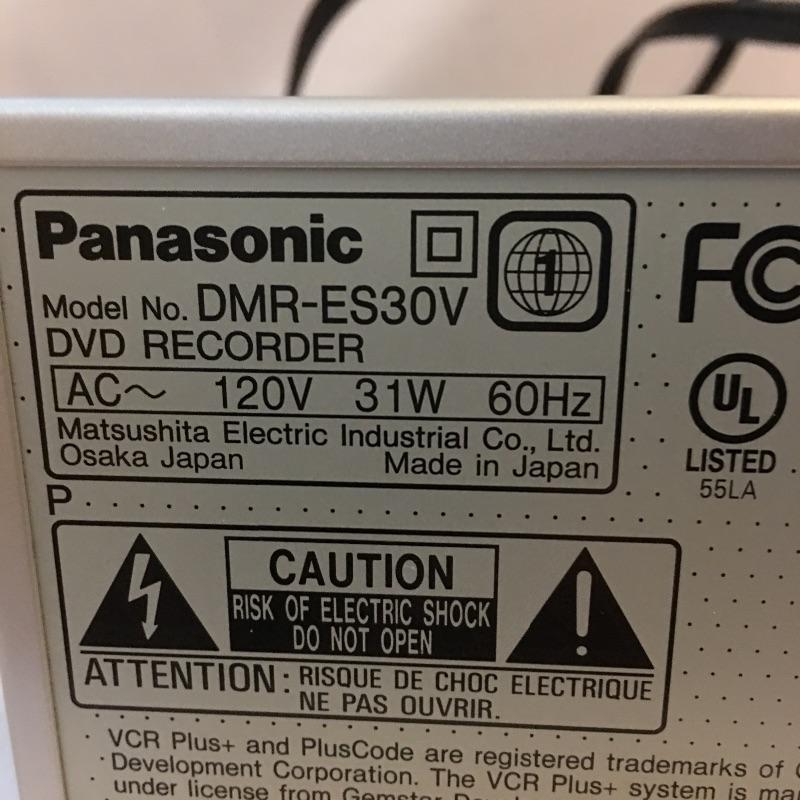 Panasonic
1
Model No. DMR-ES30V
DVD RECORDER
AC～ 120V 31W 60Hz
Matsushita Electric Industrial Co., Ltd.
Osaka Japan Made in Japan
FC
UL
LISTED
55LA
P
CAUTION
RISK OF ELECTRIC SHOCK
DO NOT OPEN
ATTENTION: RISQUE DE CHOC ELECTRIQUE
NE PAS OUVRIR.
VCR Plus+ and PlusCode are registered trademarks of
Development Corporation. The VCR Plus+ system is
under license from Gemstar